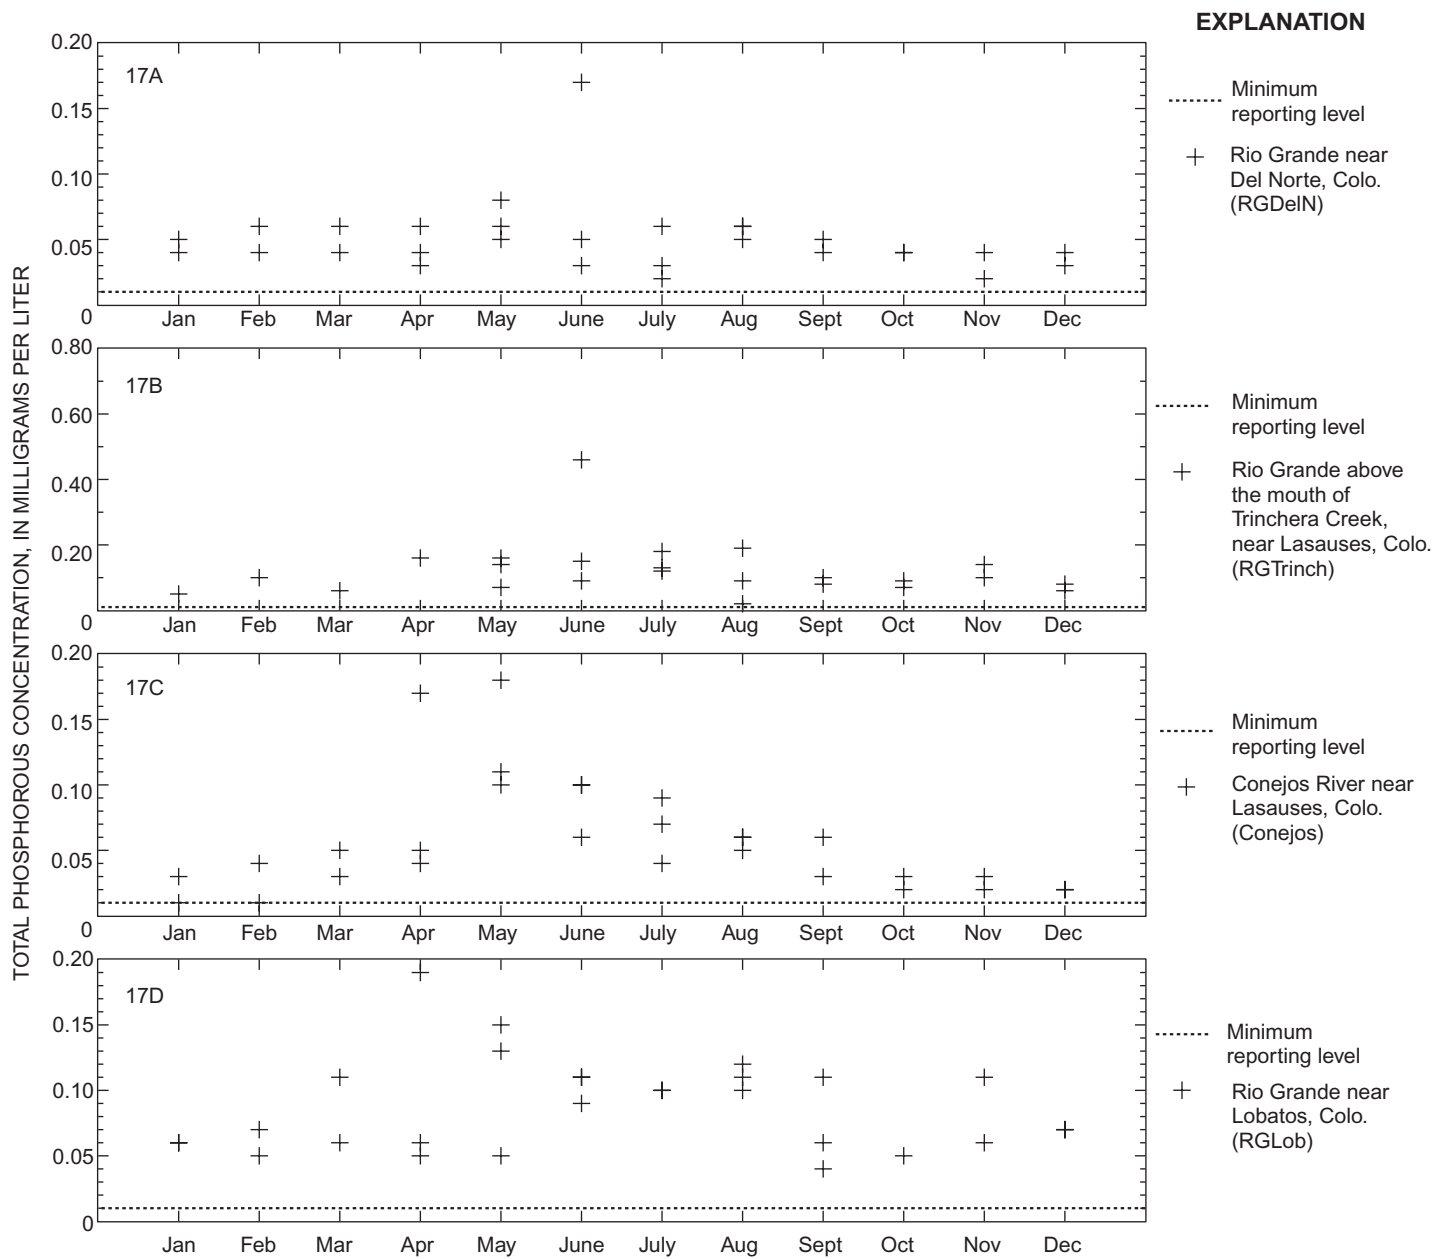 EXPLANATION
TOTAL PHOSPHOROUS CONCENTRATION, IN MILLIGRAMS PER LITER
0.20
17A
0.15
0.10
0.05
0
Jan Feb Mar Apr May June July Aug Sept Oct Nov Dec
Minimum
reporting level
Rio Grande near
Del Norte, Colo.
(RGDelN)
0.80
17B
0.60
0.40
0.20
0
Jan Feb Mar Apr May June July Aug Sept Oct Nov Dec
Minimum
reporting level
Rio Grande above
the mouth of
Trinchera Creek,
near Lasauses, Colo.
(RGTrinch)
0.20
17C
0.15
0.10
0.05
0
Jan Feb Mar Apr May June July Aug Sept Oct Nov Dec
Minimum
reporting level
Conejos River near
Lasauses, Colo.
(Conejos)
0.20
17D
0.15
0.10
0.05
0
Jan Feb Mar Apr May June July Aug Sept Oct Nov Dec
Minimum
reporting level
Rio Grande near
Lobatos, Colo.
(RGLob)